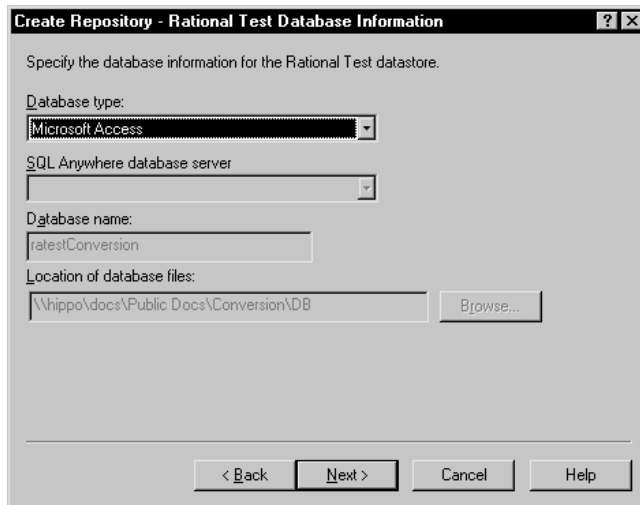 Create Repository - Rational Test Database Information
Specify the database information for the Rational Test datastore.
Database type:
Microsoft Access
SQL Anywhere database server
Database name:
ratestConversion
Location of database files:
\\hippo\docs\Public Docs\Conversion\DB
Browse...
< Back Next > Cancel Help